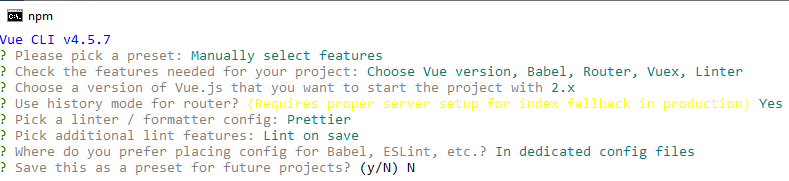 npm
Vue CLI v4.5.7
? Please pick a preset: Manually select features
? Check the features needed for your project: Choose Vue version, Babel, Router, Vuex, Linter
? Choose a version of Vue.js that you want to start the project with 2.x
? Use history mode for router? (Requires proper server setup for index fallback in production) Yes
? Pick a linter / formatter config: Prettier
? Pick additional lint features: Lint on save
? Where do you prefer placing config for Babel, ESLint, etc.? In dedicated config files
? Save this as a preset for future projects? (y/N) N